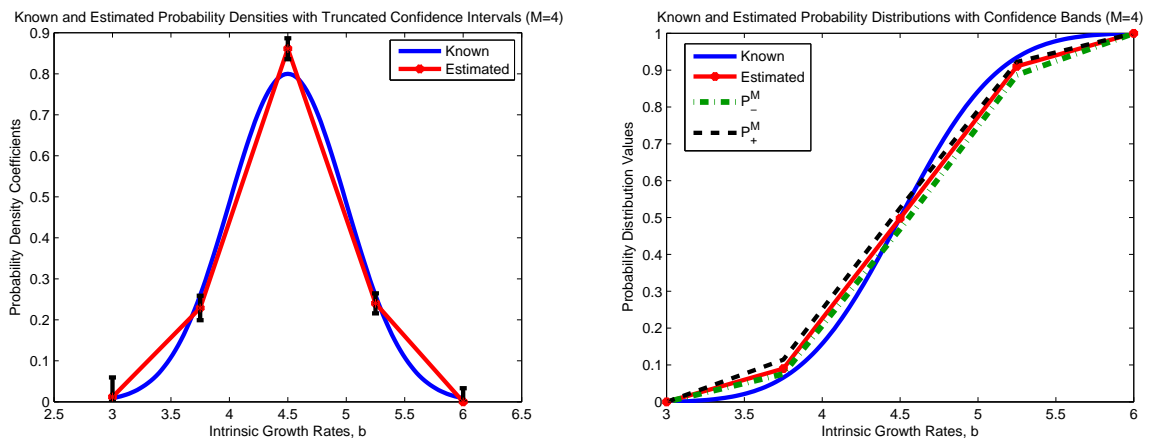 Known and Estimated Probability Densities with Truncated Confidence Intervals (M=4)
0.9
0.8
0.7
0.6
0.5
0.4
0.3
0.2
0.1
0
Probability Density Coefficients
2.5 3 3.5 4 4.5 5 5.5 6 6.5
Intrinsic Growth Rates, b
Known
Estimated
Known and Estimated Probability Distributions with Confidence Bands (M=4)
1
0.9
0.8
0.7
0.6
0.5
0.4
0.3
0.2
0.1
0
Probability Distribution Values
3 3.5 4 4.5 5 5.5 6
Intrinsic Growth Rates, b
Known
Estimated
P_-^M
P_+^M